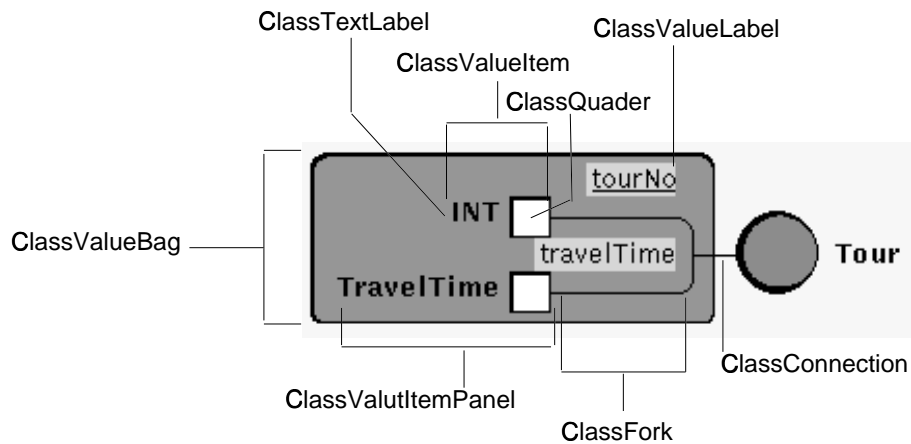 ClassTextLabel
ClassValueLabel
ClassValueItem
ClassQuader
tourNo
INT
ClassValueBag
travelTime
Tour
TravelTime
ClassConnection
ClassValutItemPanel
ClassFork